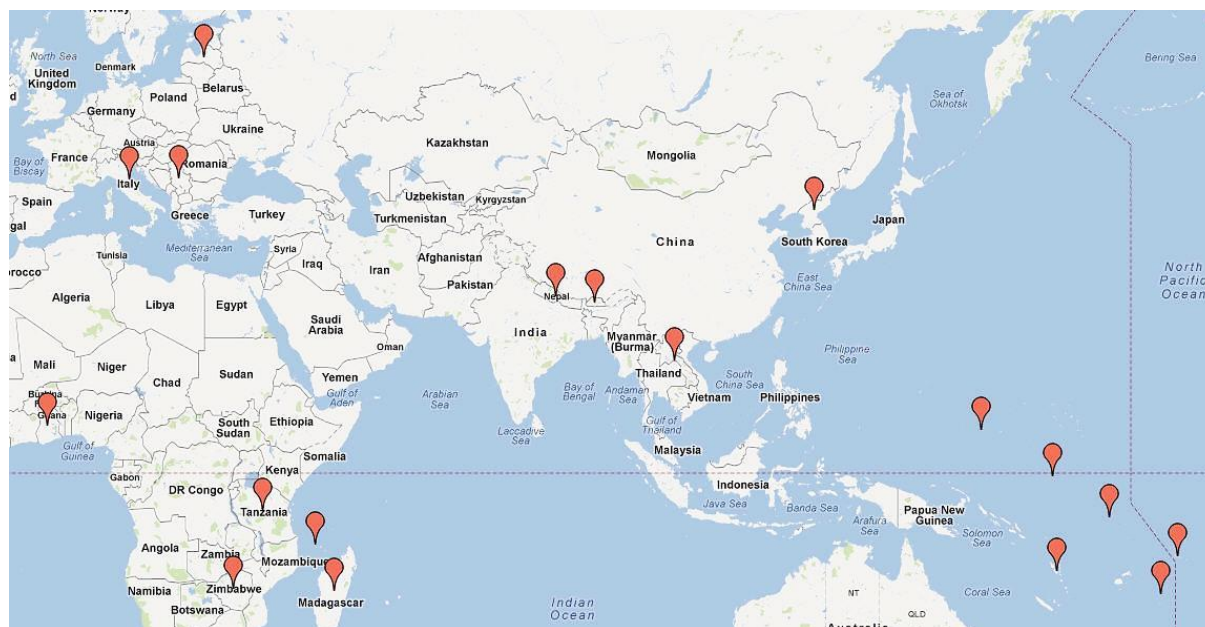 Norway
North Sea
Denmark
United
Kingdom
Belarus
Poland
Germany
Ukraine
Austria
France
Bay of
Biscay
Romania
Italy
Spain
Greece
Turkey
Mediterranean
Sea
Tunisia
Syria
Iraq
Iran
Kazakhstan
Uzbekistan
Kyrgyzstan
Turkmenistan
Afghanistan
Pakistan
Mongolia
China
Sea of
Okhotsk
Bering Sea
Japan
South Korea
East
China Sea
North
Pacific
Ocean
orocco
Algeria
Libya
Egypt
Saudi
Arabia
Oman
Yemen
Gulf of
Aden
Arabian
Sea
Nepal
India
Myanmar
(Burma)
Thailand
Vietnam
Bay of
Bengal
Andaman
Sea
Gulf of
Thailand
South
China Sea
Philippines
Philippine
Sea
Laccadive
Sea
Mali
Niger
Chad
Sudan
Burkina
Ghana
Nigeria
Gulf of
Guinea
South
Sudan
Ethiopia
Somalia
Kenya
Gabon
DR Congo
Tanzania
Angola
Zambia
Mozambique
Zimbabwe
Namibia
Botswana
Madagascar
Malaysia
Indonesia
Java Sea
Banda Sea
Arafura
Sea
Papua New
Guinea
Solomon
Sea
Coral Sea
Indian
Ocean
NT
QLD
Australia